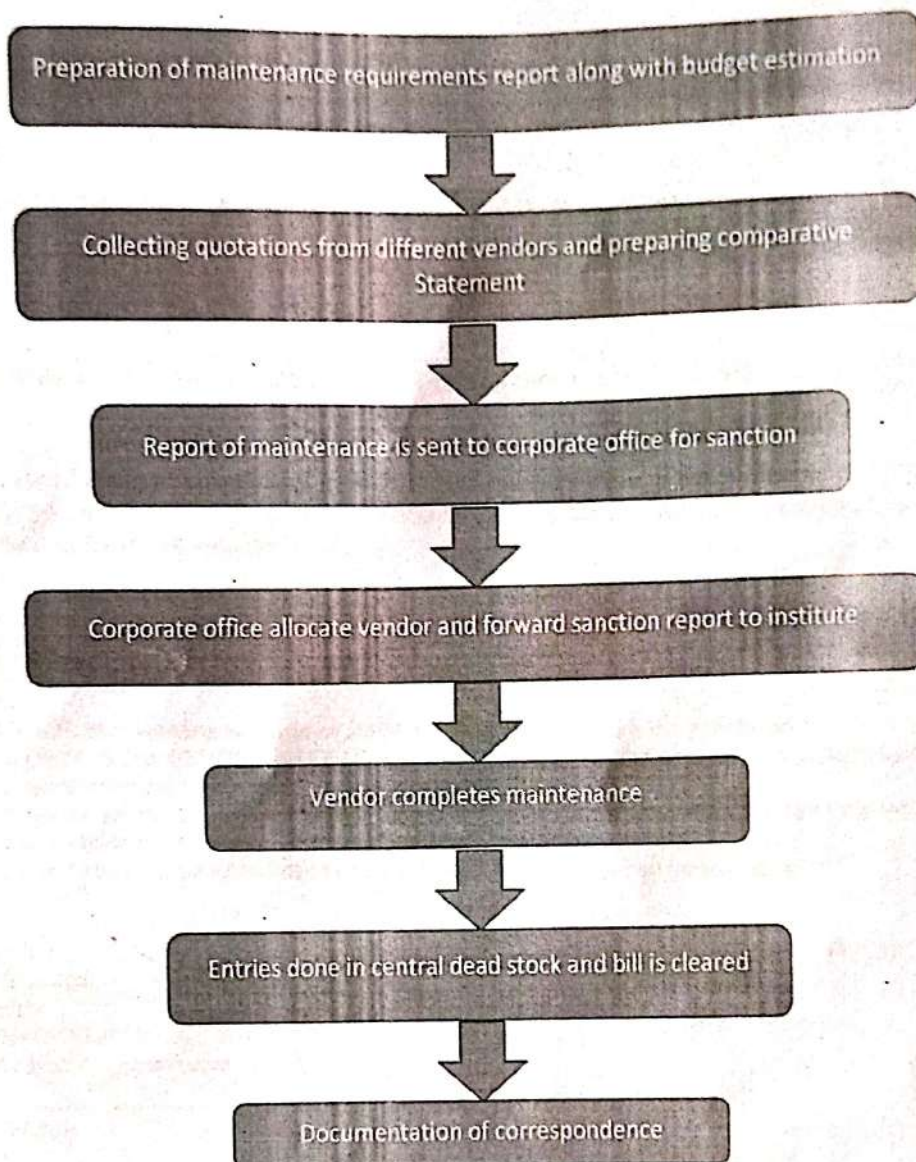 Preparation of maintenance requirements report along with budget estimation
Collecting quotations from different vendors and preparing comparative
Statement
Report of maintenance is sent to corporate office for sanction
Corporate office allocate vendor and forward sanction report to institute
Vendor completes maintenance
Entries done in central dead stock and bill is cleared
Documentation of correspondence